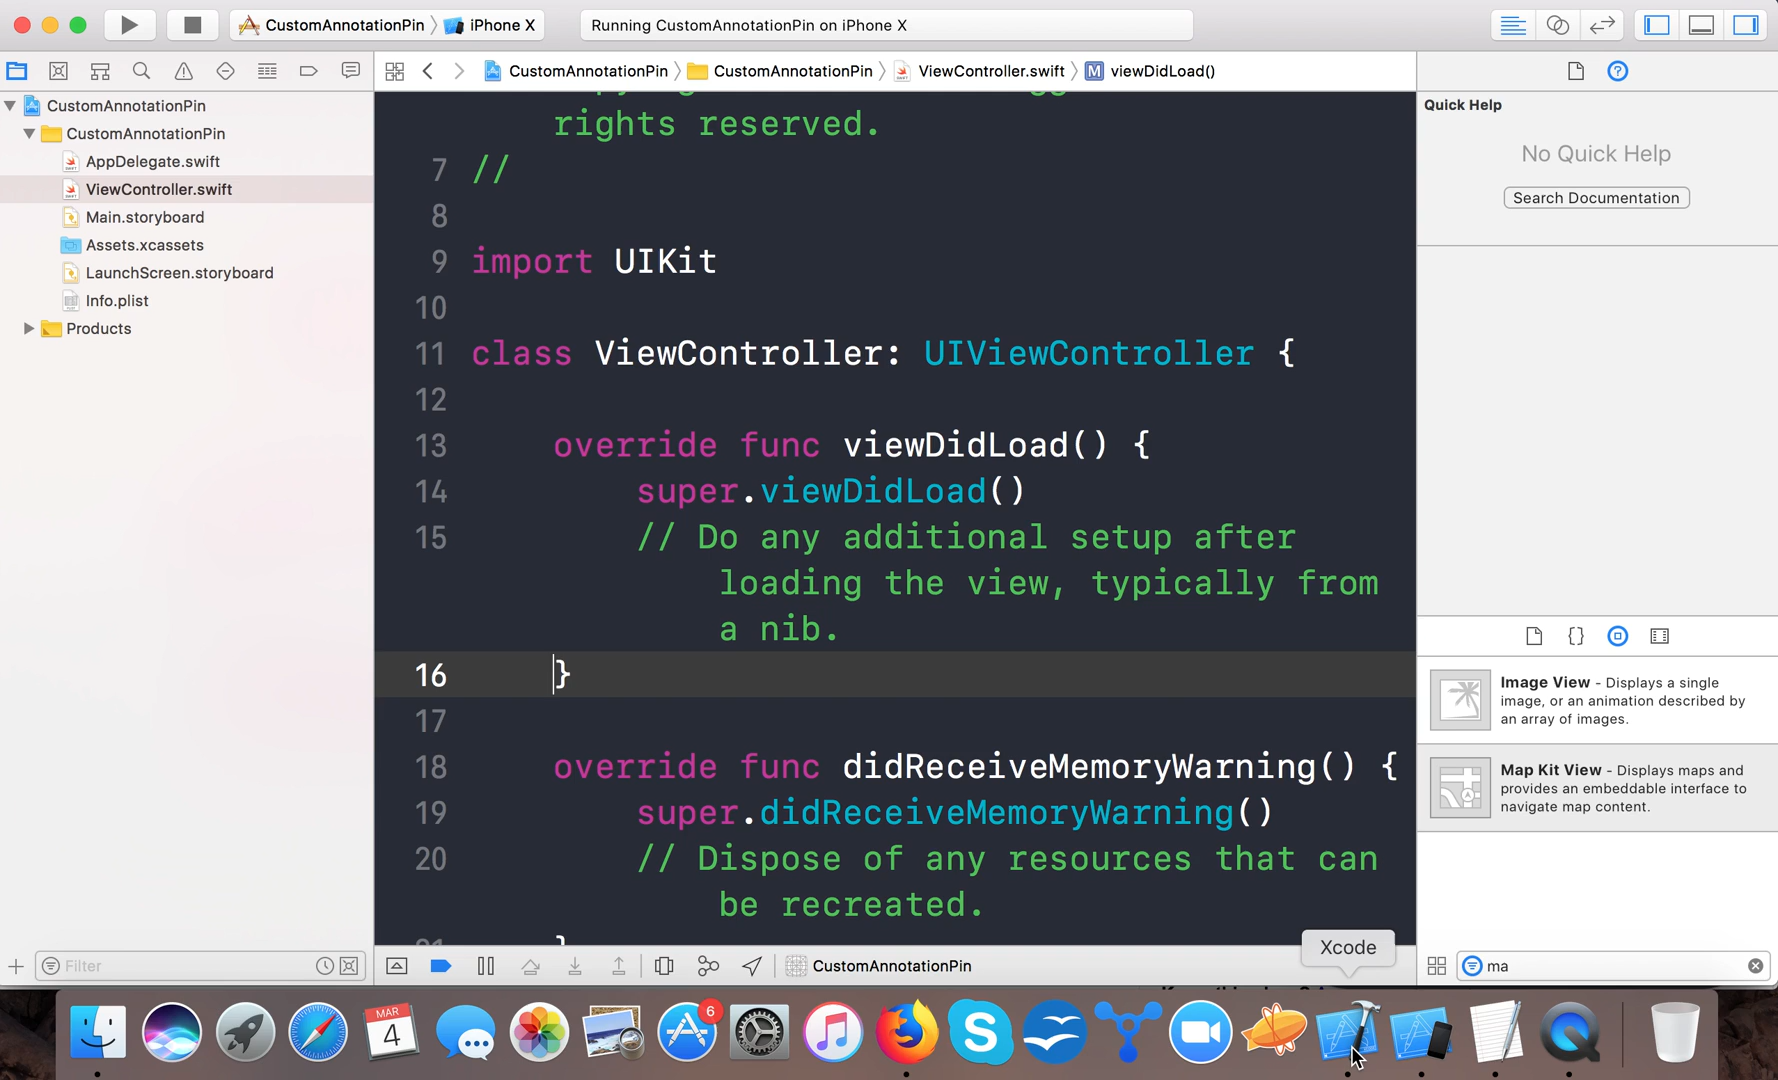 CustomAnnotationPin
iPhone X
Running CustomAnnotationPin on iPhone X
CustomAnnotationPin
CustomAnnotationPin
ViewController.swift
M
viewDidLoad()
CustomAnnotationPin
CustomAnnotationPin
AppDelegate.swift
ViewController.swift
Main.storyboard
Assets.xcassets
LaunchScreen.storyboard
Info.plist
Products
Filter
rights reserved.
7 //
8
9 import UIKit
10
11 class ViewController: UIViewController {
12
13 override func viewDidLoad() {
14 super.viewDidLoad()
15 // Do any additional setup after
loading the view, typically from
a nib.
16 }
17
18 override func didReceiveMemoryWarning() {
19 super.didReceiveMemoryWarning()
20 // Dispose of any resources that can
be recreated.
CustomAnnotationPin
Quick Help
No Quick Help
Search Documentation
Image View - Displays a single
image, or an animation described by
an array of images.
Map Kit View - Displays maps and
provides an embeddable interface to
navigate map content.
ma
Xcode
MAR
4
6